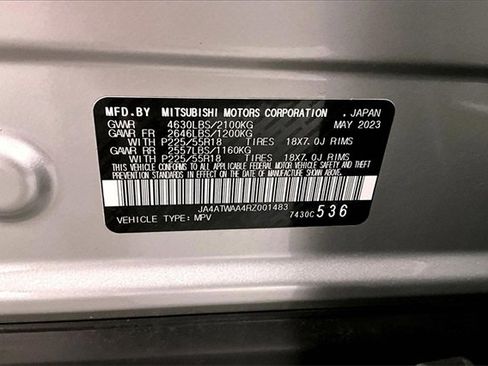 MFD.BY MITSUBISHI MOTORS CORPORATION . JAPAN
GVWR 4630LBS/2100KG MAY 2023
GAWR FR 2646LBS/1200KG
WITH P225/55R18 TIRES 18X7.0J RIMS
GAWR RR 2557LBS/1160KG
WITH P225/55R18 TIRES 18X7.0J RIMS
THIS VEHICLE CONFORMS TO ALL APPLICABLE FEDERAL MOTOR VEHICLE SAFETY AND THEFT
PREVENTION STANDARDS IN EFFECT ON THE DATE OF MANUFACTURE SHOWN ABOVE.
JA4ATWAA4RZ001483
VEHICLE TYPE: MPV 7430C 536